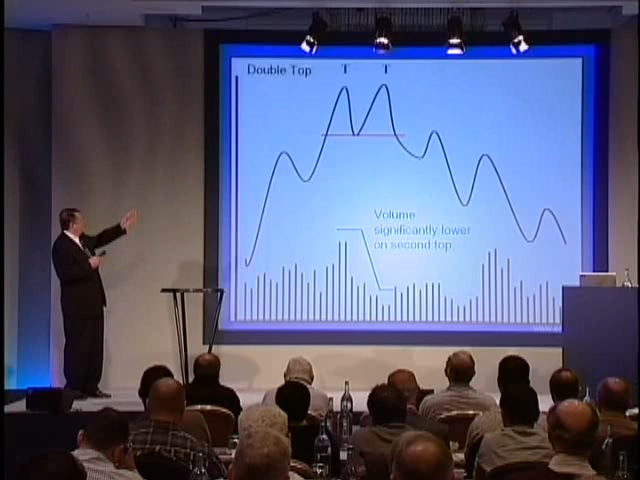 Double Top
T T
Volume
significantly lower
on second top